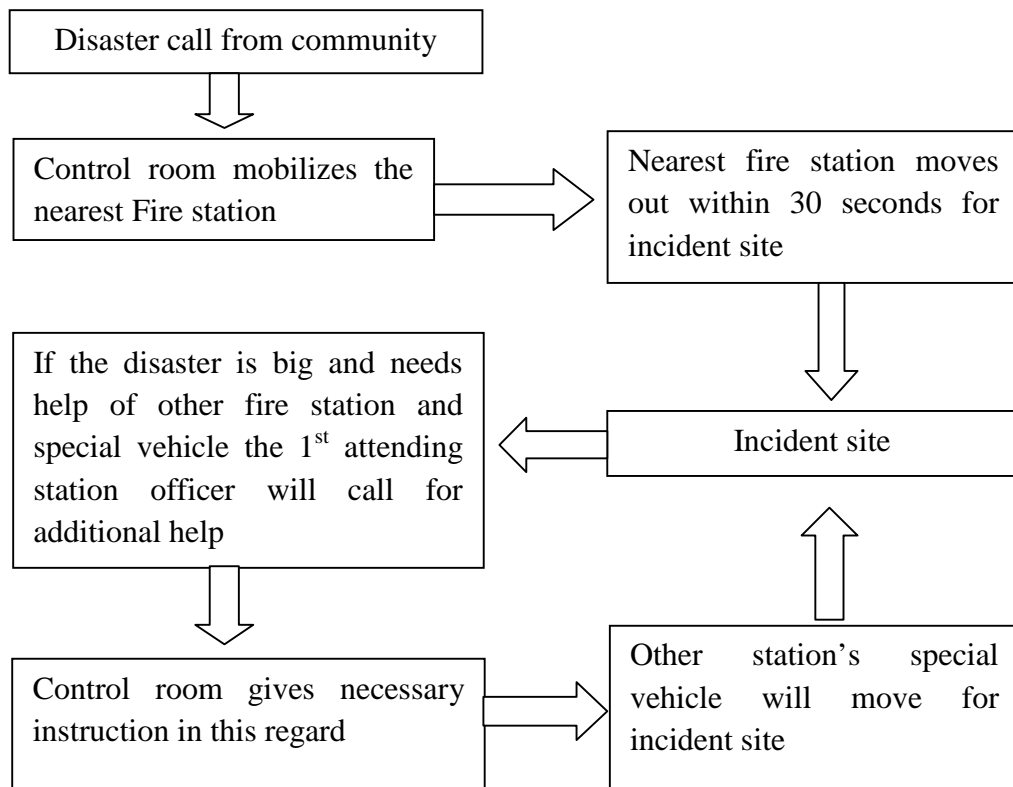 Disaster call from community
Control room mobilizes the
nearest Fire station
Nearest fire station moves
out within 30 seconds for
incident site
If the disaster is big and needs
help of other fire station and
special vehicle the 1st attending
station officer will call for
additional help
Incident site
Control room gives necessary
instruction in this regard
Other station’s special
vehicle will move for
incident site